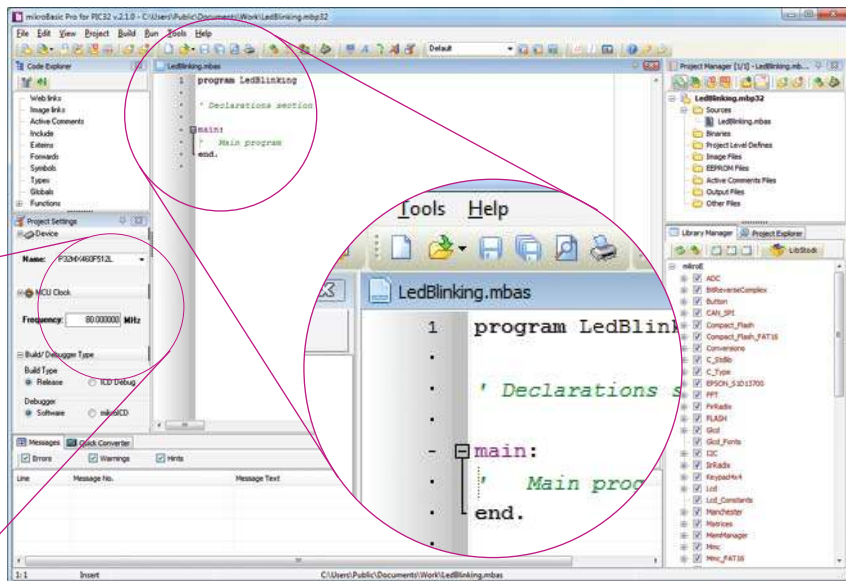 mikroBasic Pro for PIC32 v.2.1.0 - C:\Users\Public\Documents\Work\LedBlinking.mbp32
File Edit View Project Build Run Tools Help
Default
Code Explorer
Web links
Image links
Active Comments
Include
Externs
Forwards
Symbols
Types
Globals
Functions
Project Settings
Device
Name: P32MX460F512L
MCU Clock
Frequency: 80.000000 MHz
Build/Debugger Type
Build Type
Release ICD Debug
Debugger
Software mikroICD
LedBlinking.mbas
1 program LedBlinking
' Declarations section
main:
' Main program
end.
Tools Help
LedBlinking.mbas
1 program LedBlink
' Declarations s
main:
' Main prog
end.
Project Manager [1/1] - LedBlinking.mb...
LedBlinking.mbp32
Sources
LedBlinking.mbas
Binaries
Project Level Defines
Image Files
EEPROM Files
Active Comments Files
Output Files
Other Files
Library Manager Project Explorer
LibStock
mikroE
ADC
BitReverseComplex
Button
CAN_SPI
Compact_Flash
Compact_Flash_FAT16
Conversions
C_Stdlib
C_Type
EPSON_S1D13700
FFT
FirRadix
FLASH
Glcd
Glcd_Fonts
I2C
IirRadix
Keypad4x4
Lcd
Lcd_Constants
Manchester
Matrices
MemManager
Mmc
Mmc_FAT16
Messages Quick Converter
Errors Warnings Hints
Line Message No. Message Text
1:1 Insert C:\Users\Public\Documents\Work\LedBlinking.mbas